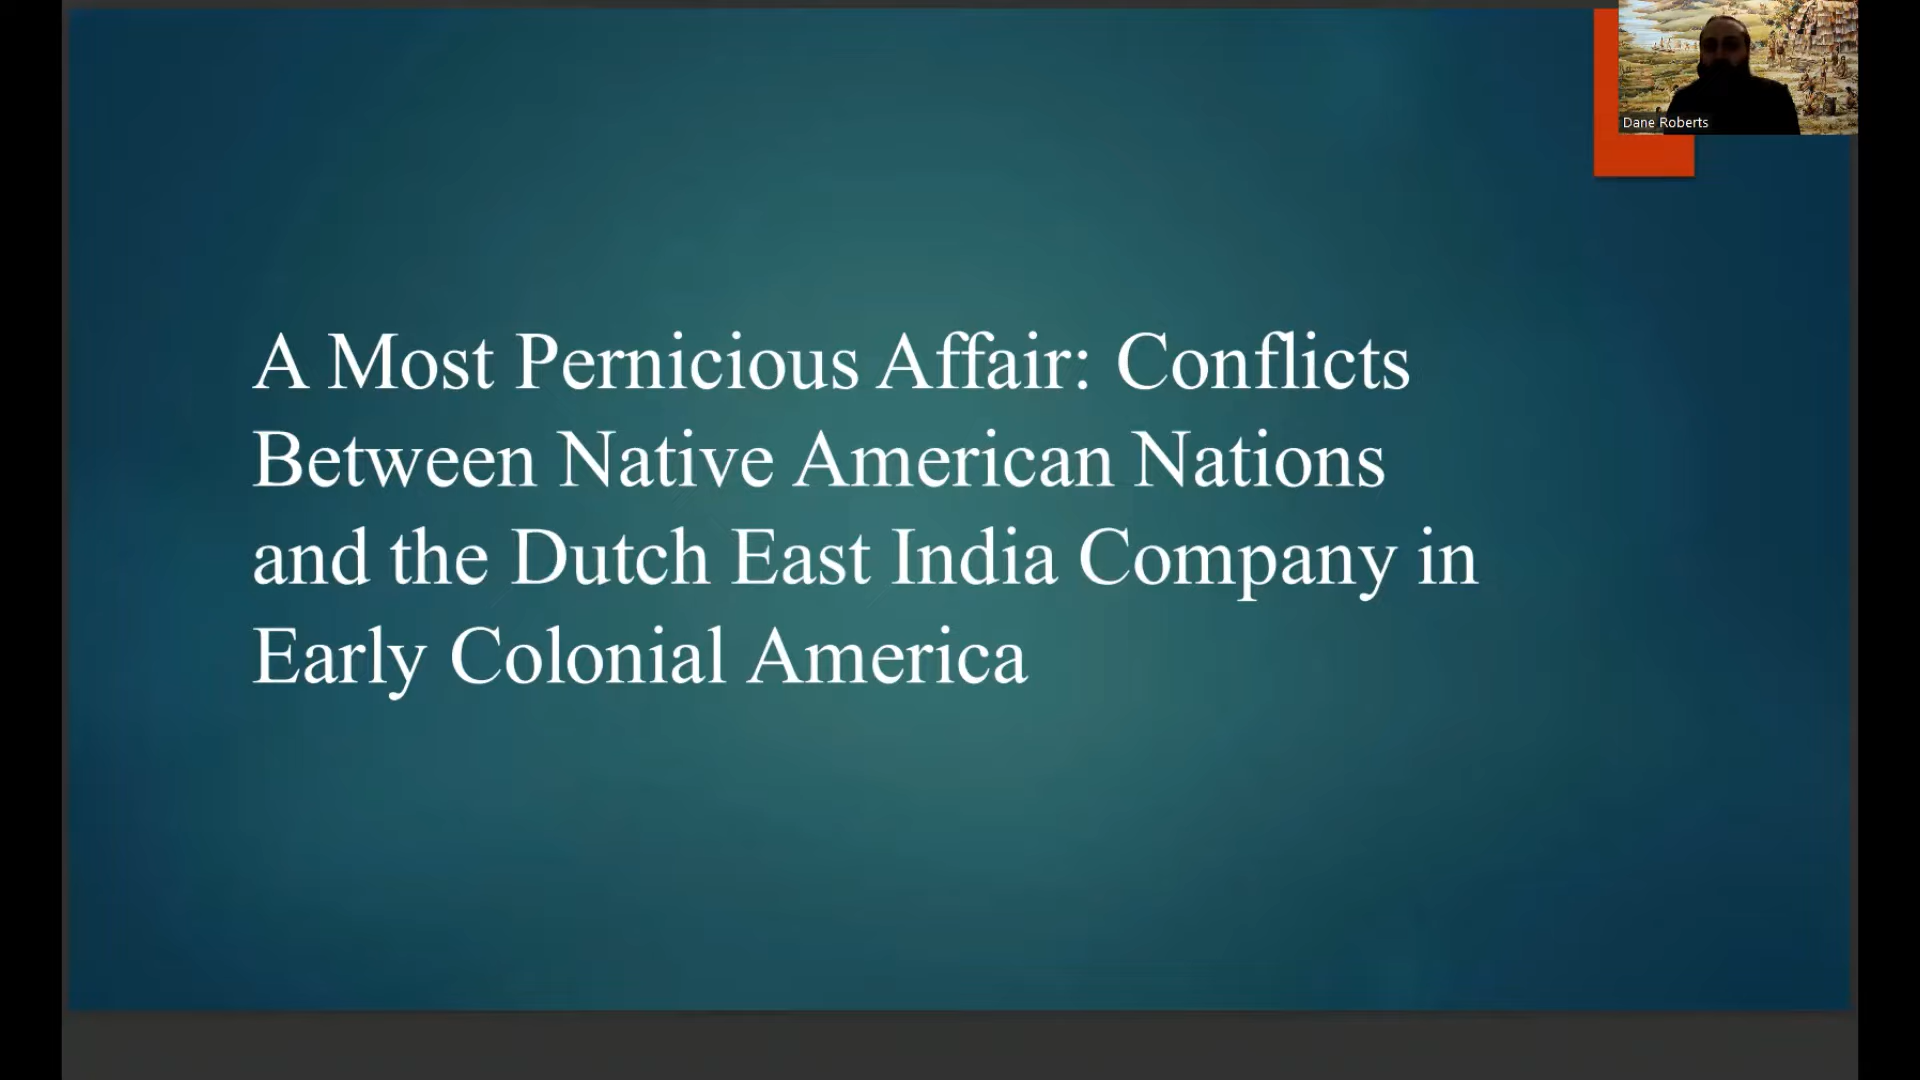 Dane Roberts
A Most Pernicious Affair: Conflicts
Between Native American Nations
and the Dutch East India Company in
Early Colonial America